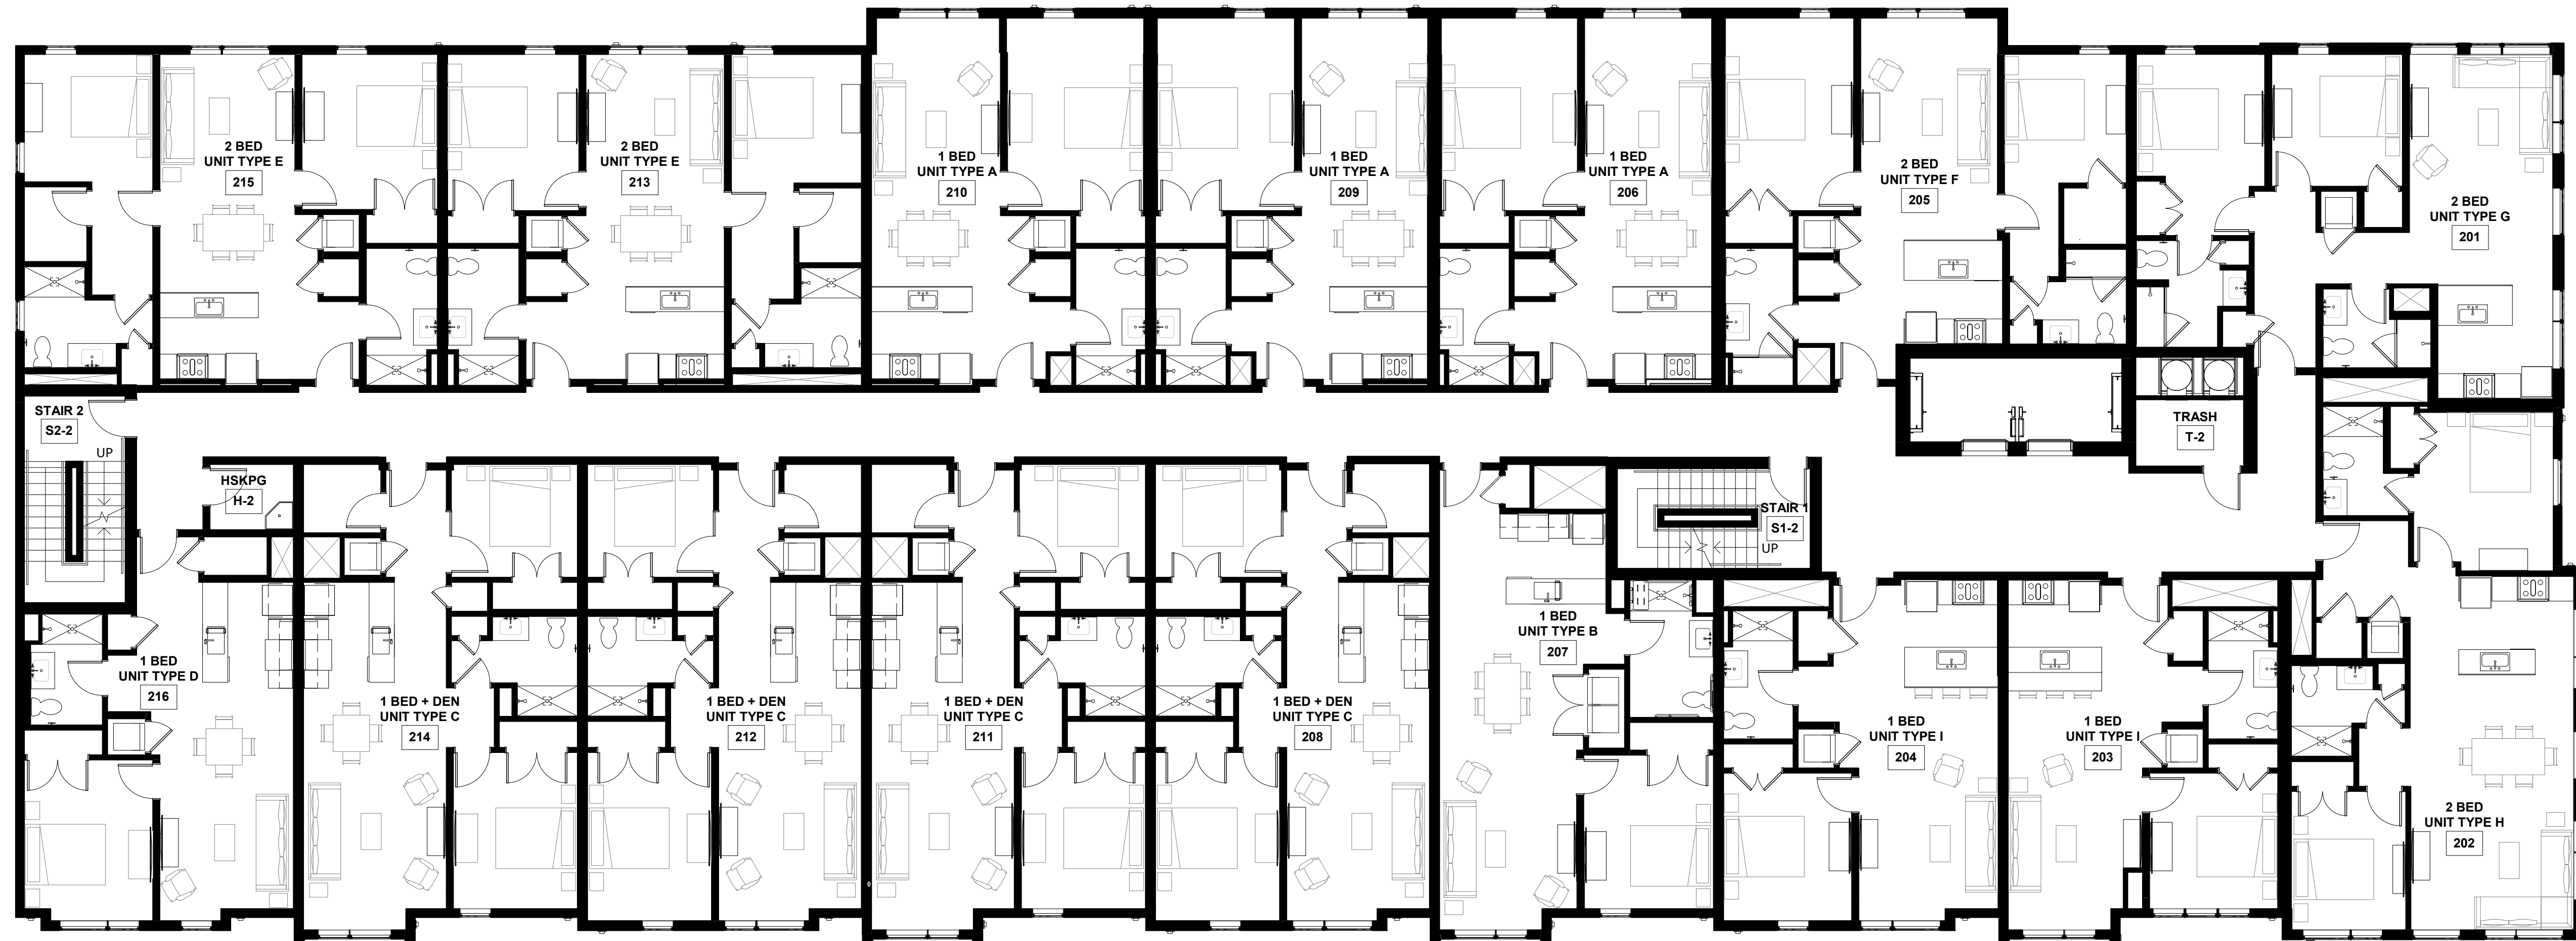 2 BED
UNIT TYPE E
215
2 BED
UNIT TYPE E
213
1 BED
UNIT TYPE A
210
1 BED
UNIT TYPE A
209
1 BED
UNIT TYPE A
206
2 BED
UNIT TYPE F
205
2 BED
UNIT TYPE G
201
STAIR 2
S2-2
UP
TRASH
T-2
HSKPG
H-2
STAIR 1
S1-2
UP
1 BED
UNIT TYPE D
216
1 BED + DEN
UNIT TYPE C
214
1 BED + DEN
UNIT TYPE C
212
1 BED + DEN
UNIT TYPE C
211
1 BED + DEN
UNIT TYPE C
208
1 BED
UNIT TYPE B
207
1 BED
UNIT TYPE I
204
1 BED
UNIT TYPE I
203
2 BED
UNIT TYPE H
202